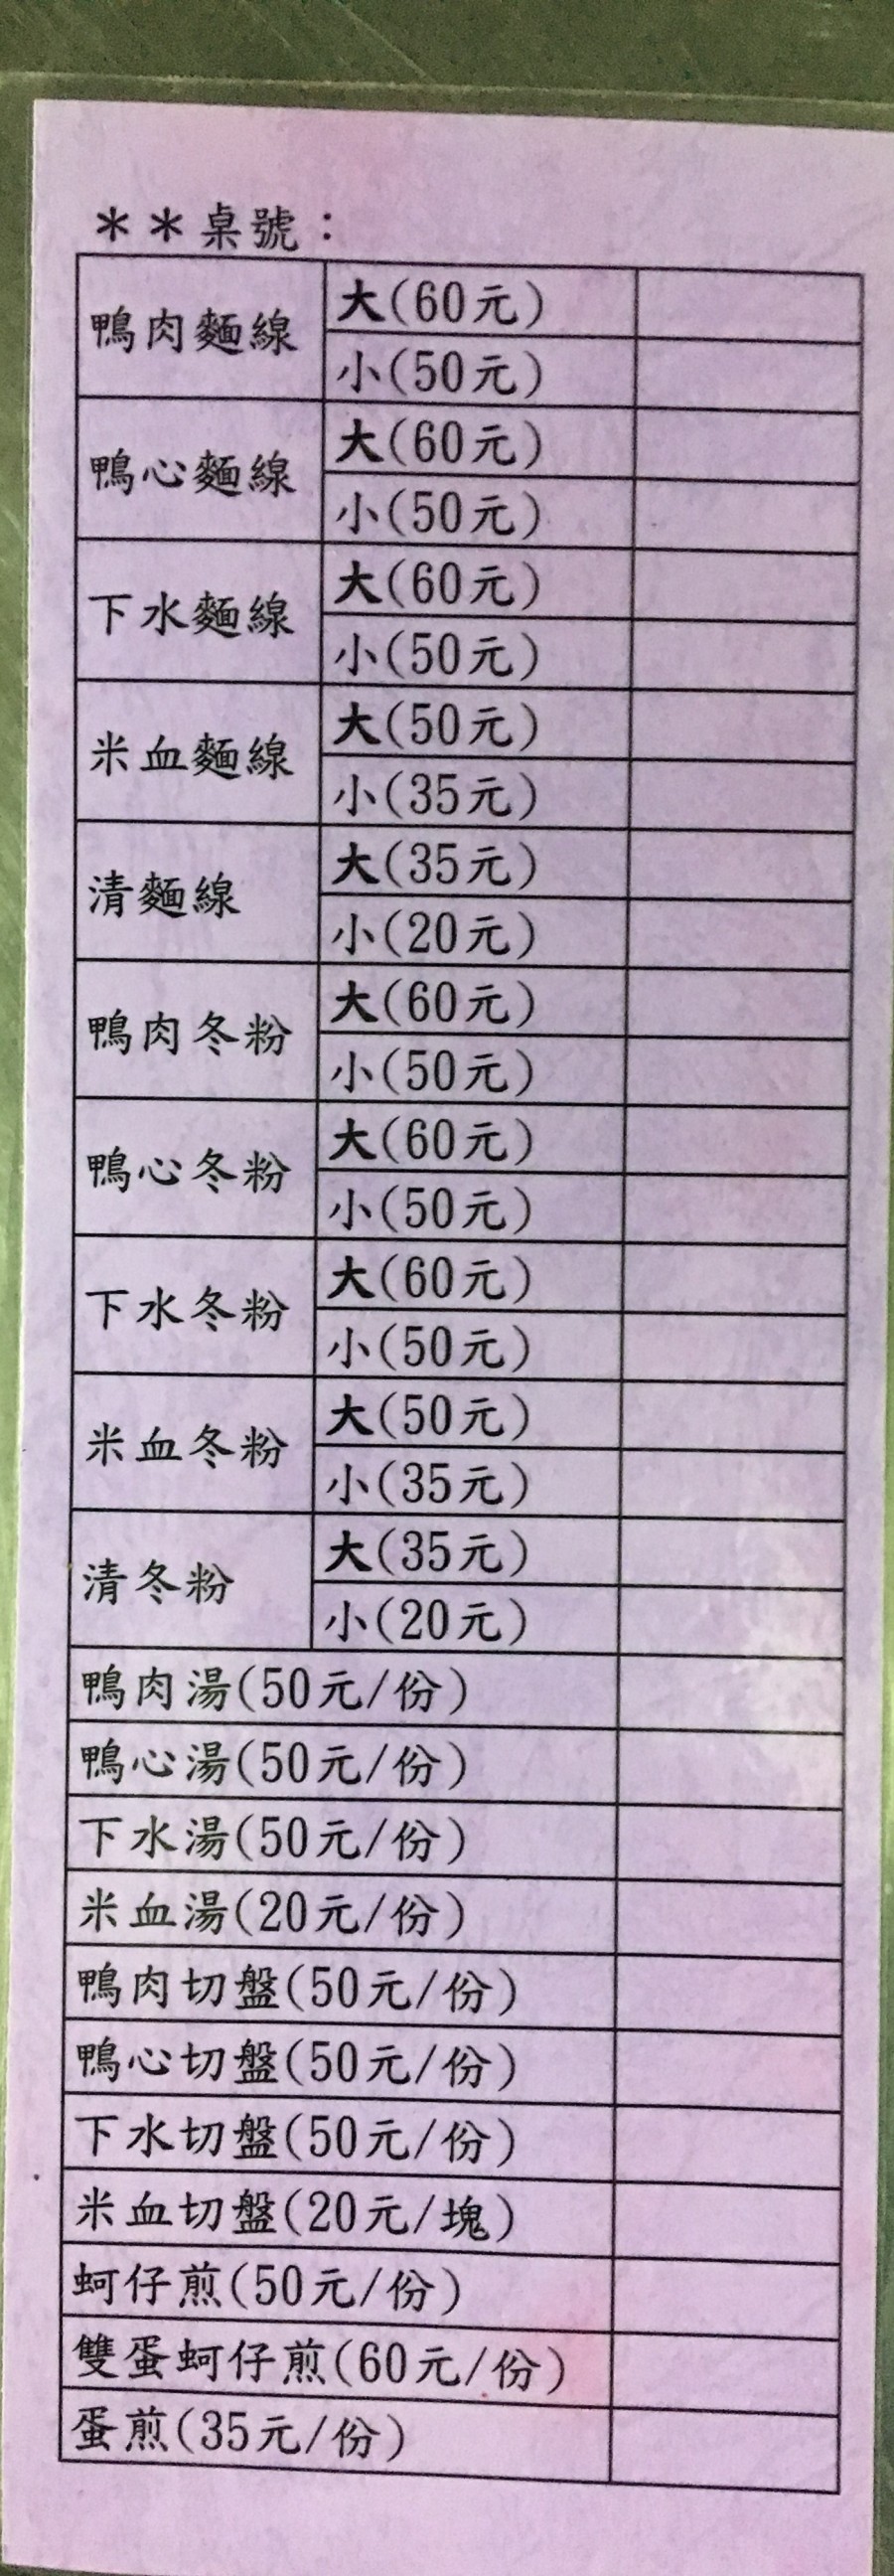 ＊＊桌號：
鴨肉麵線
大(60元)
小(50元)
鴨心麵線
大(60元)
小(50元)
下水麵線
大(60元)
小(50元)
米血麵線
大(50元)
小(35元)
清麵線
大(35元)
小(20元)
鴨肉冬粉
大(60元)
小(50元)
鴨心冬粉
大(60元)
小(50元)
下水冬粉
大(60元)
小(50元)
米血冬粉
大(50元)
小(35元)
清冬粉
大(35元)
小(20元)
鴨肉湯(50元/份)
鴨心湯(50元/份)
下水湯(50元/份)
米血湯(20元/份)
鴨肉切盤(50元/份)
鴨心切盤(50元/份)
下水切盤(50元/份)
米血切盤(20元/塊)
蚵仔煎(50元/份)
雙蛋蚵仔煎(60元/份)
蛋煎(35元/份)